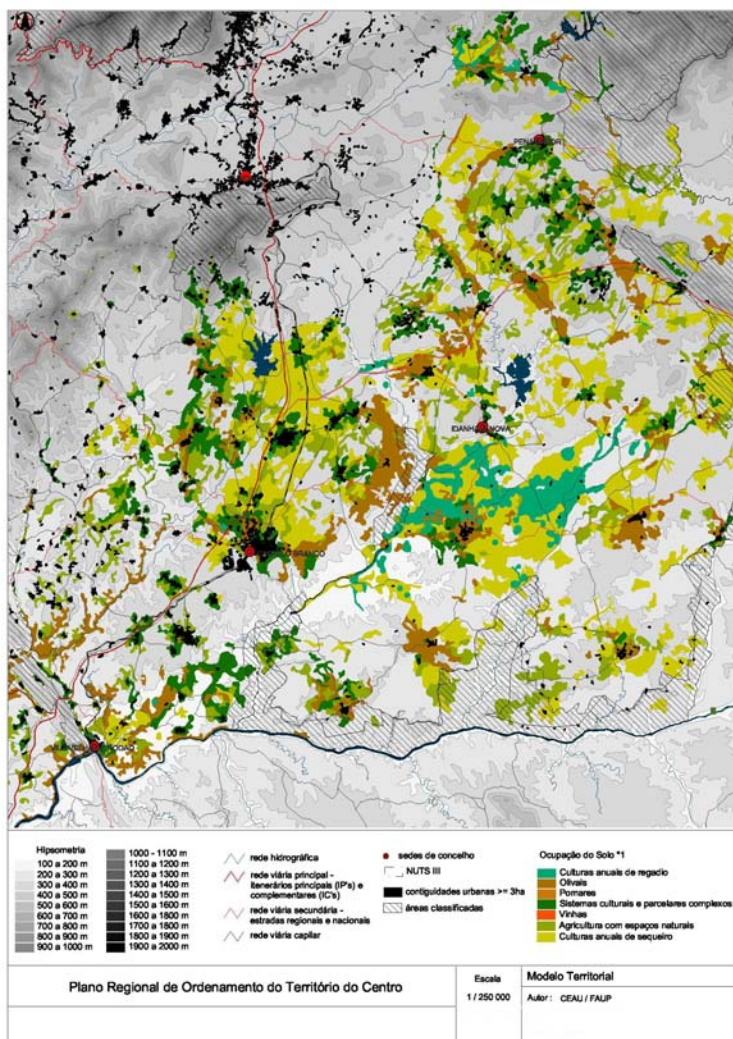 IDANHA-A-NOVA
BRANCO
Hipsometria
100 a 200 m
200 a 300 m
300 a 400 m
400 a 500 m
500 a 600 m
600 a 700 m
700 a 800 m
800 a 900 m
900 a 1000 m
1000 - 1100 m
1100 a 1200 m
1200 a 1300 m
1300 a 1400 m
1400 a 1500 m
1500 a 1600 m
1600 a 1800 m
1700 a 1800 m
1800 a 1900 m
1900 a 2000 m
rede hidrográfica
rede viária principal -
itenerários principais (IP's) e
complementares (IC's)
rede viária secundária -
estradas regionais e nacionais
rede viária capilar
sedes de concelho
NUTS III
contiguidades urbanas >= 3ha
áreas classificadas
Ocupação do Solo *1
Culturas anuais de regadio
Olivais
Pomares
Sistemas culturais e parcelares complexos
Vinhas
Agricultura com espaços naturais
Culturas anuais de sequeiro
Plano Regional de Ordenamento do Território do Centro
Escala
1 / 250 000
Modelo Territorial
Autor : CEAU / FAUP